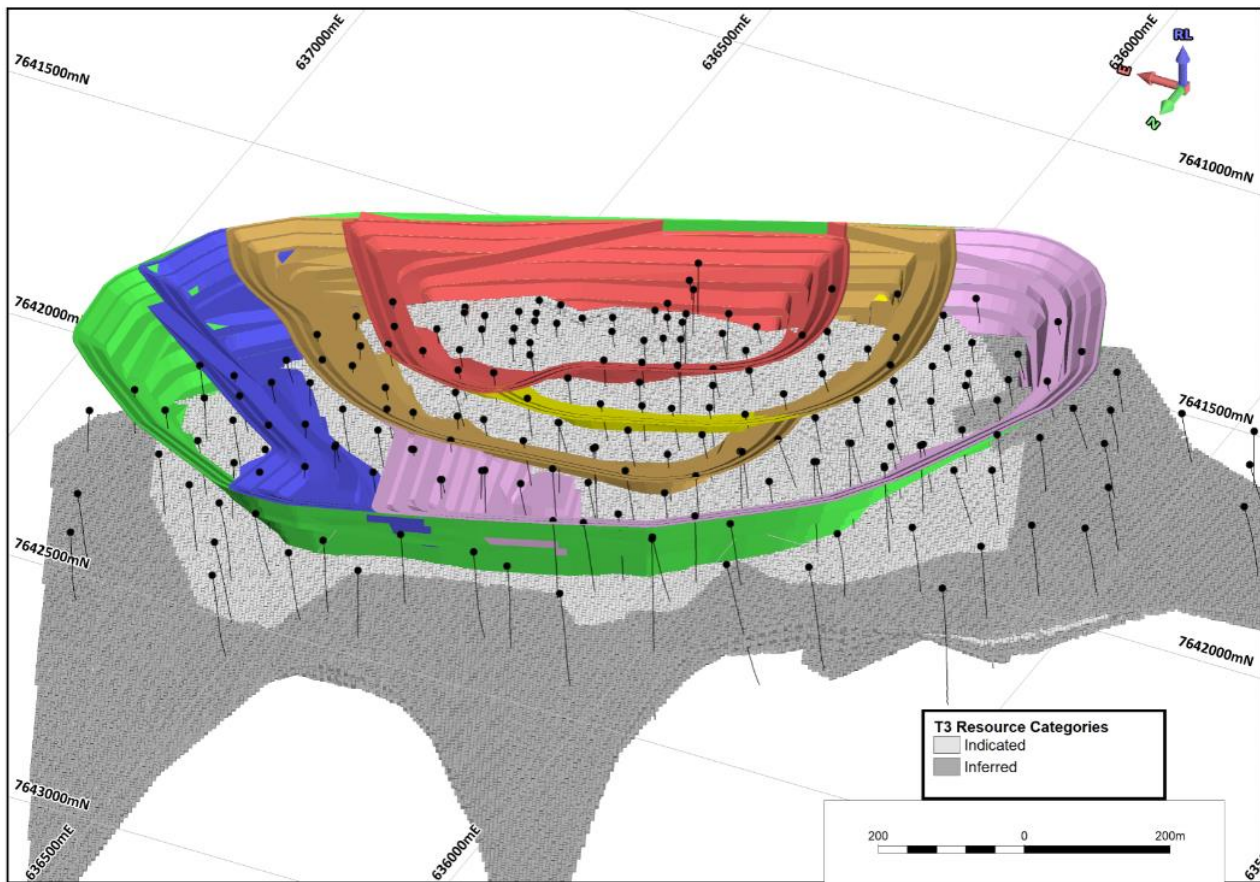 637000mE
636500mE
636000mE
RL
E
N
7641500mN
7641000mN
7642000mN
7641500mN
7642500mN
7642000mN
T3 Resource Categories
Indicated
Inferred
7643000mN
636500mE
636000mE
200
0
200m